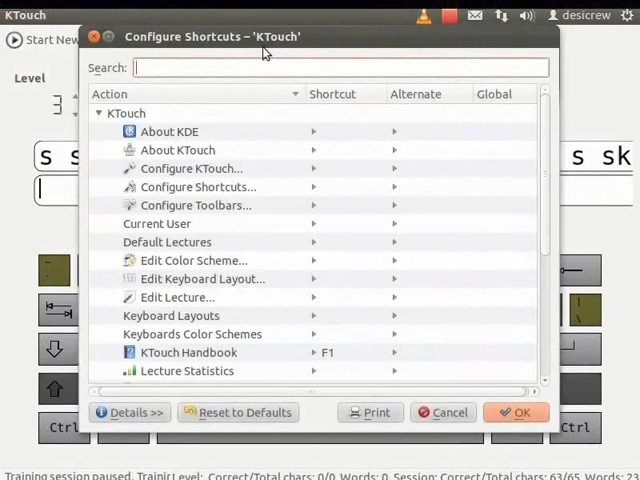 KTouch
desicrew
Start New
Configure Shortcuts – 'KTouch'
Search:
Level
3
Action Shortcut Alternate Global
KTouch
About KDE
About KTouch
Configure KTouch...
Configure Shortcuts...
Configure Toolbars...
Current User
Default Lectures
Edit Color Scheme...
Edit Keyboard Layout...
Edit Lecture...
Keyboard Layouts
Keyboards Color Schemes
KTouch Handbook F1
Lecture Statistics
s s s sk
Details >> Reset to Defaults Print Cancel OK
Ctrl Ctrl
Training session paused. Trainir Level: Correct/Total chars: 0/0 Words: 0. Session: Correct/Total chars: 63/65 Words: 23